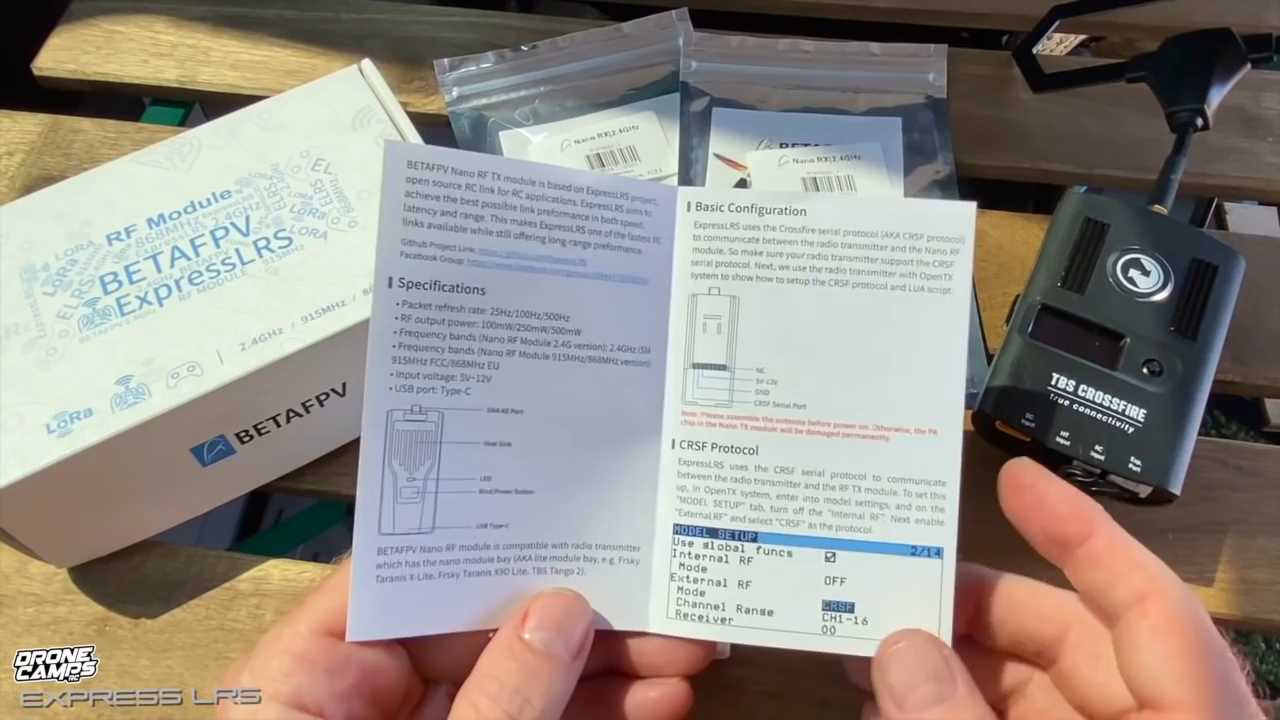 BETAFPV Nano RF TX module is based on ExpressLRS project,
open source RC link for RC applications. ExpressLRS aims to
achieve the best possible link preformance in both speed,
latency and range. This makes ExpressLRS one of the fastest RC
links available while still offering long-range preformance.
Github Project Link:
Facebook Group:
Specifications
• Packet refresh rate: 25Hz/100Hz/500Hz
• RF output power: 100mW/250mW/500mW
• Frequency bands (Nano RF Module 2.4G version): 2.4GHz ISM
• Frequency bands (Nano RF Module 915MHz/868MHz version):
915MHz FCC/868MHz EU
• Input voltage: 5V~12V
• USB port: Type-C
Heat Sink
LED
Bind/Power Button
USB Type-C
BETAFPV Nano RF module is compatible with radio transmitter
which has the nano module bay (AKA lite module bay, e.g. Frsky
Taranis X-Lite, Frsky Taranis X9D Lite, TBS Tango 2).
Basic Configuration
ExpressLRS uses the Crossfire serial protocol (AKA CRSF protocol)
to communicate between the radio transmitter and the Nano RF
module. So make sure your radio transmitter support the CRSF
serial protocol. Next, we use the radio transmitter with OpenTX
system to show how to setup the CRSF protocol and LUA script.
NC
5V-12V
GND
CRSF Serial Port
Note: Please assemble the antenna before power on. Otherwise, the PA
chip in the Nano TX module will be damaged permanently.
CRSF Protocol
ExpressLRS uses the CRSF serial protocol to communicate
between the radio transmitter and the RF TX module. To set this
up, in OpenTX system, enter into model settings, and on the
"MODEL SETUP" tab, turn off the "Internal RF". Next enable
"External RF" and select "CRSF" as the protocol.
MODEL SETUP 2/14
Use global funcs
Internal RF
Mode OFF
External RF
Mode CRSF
Channel Range CH1-16
Receiver 00
Nano RX(2.4GHz)
Nano RX(2.4GHz)
RF Module
868MHz 2.4GHz
BETAFPV
ExpressLRS
RF MODULE
LoRa
2.4GHz / 915MHz
LoRa
BETAFPV
TBS CROSSFIRE
true connectivity
DC
Input
HT
Input
RC
Input
Exp.
Port
DRONE
CAMPS
RC
EXPRESS LRS